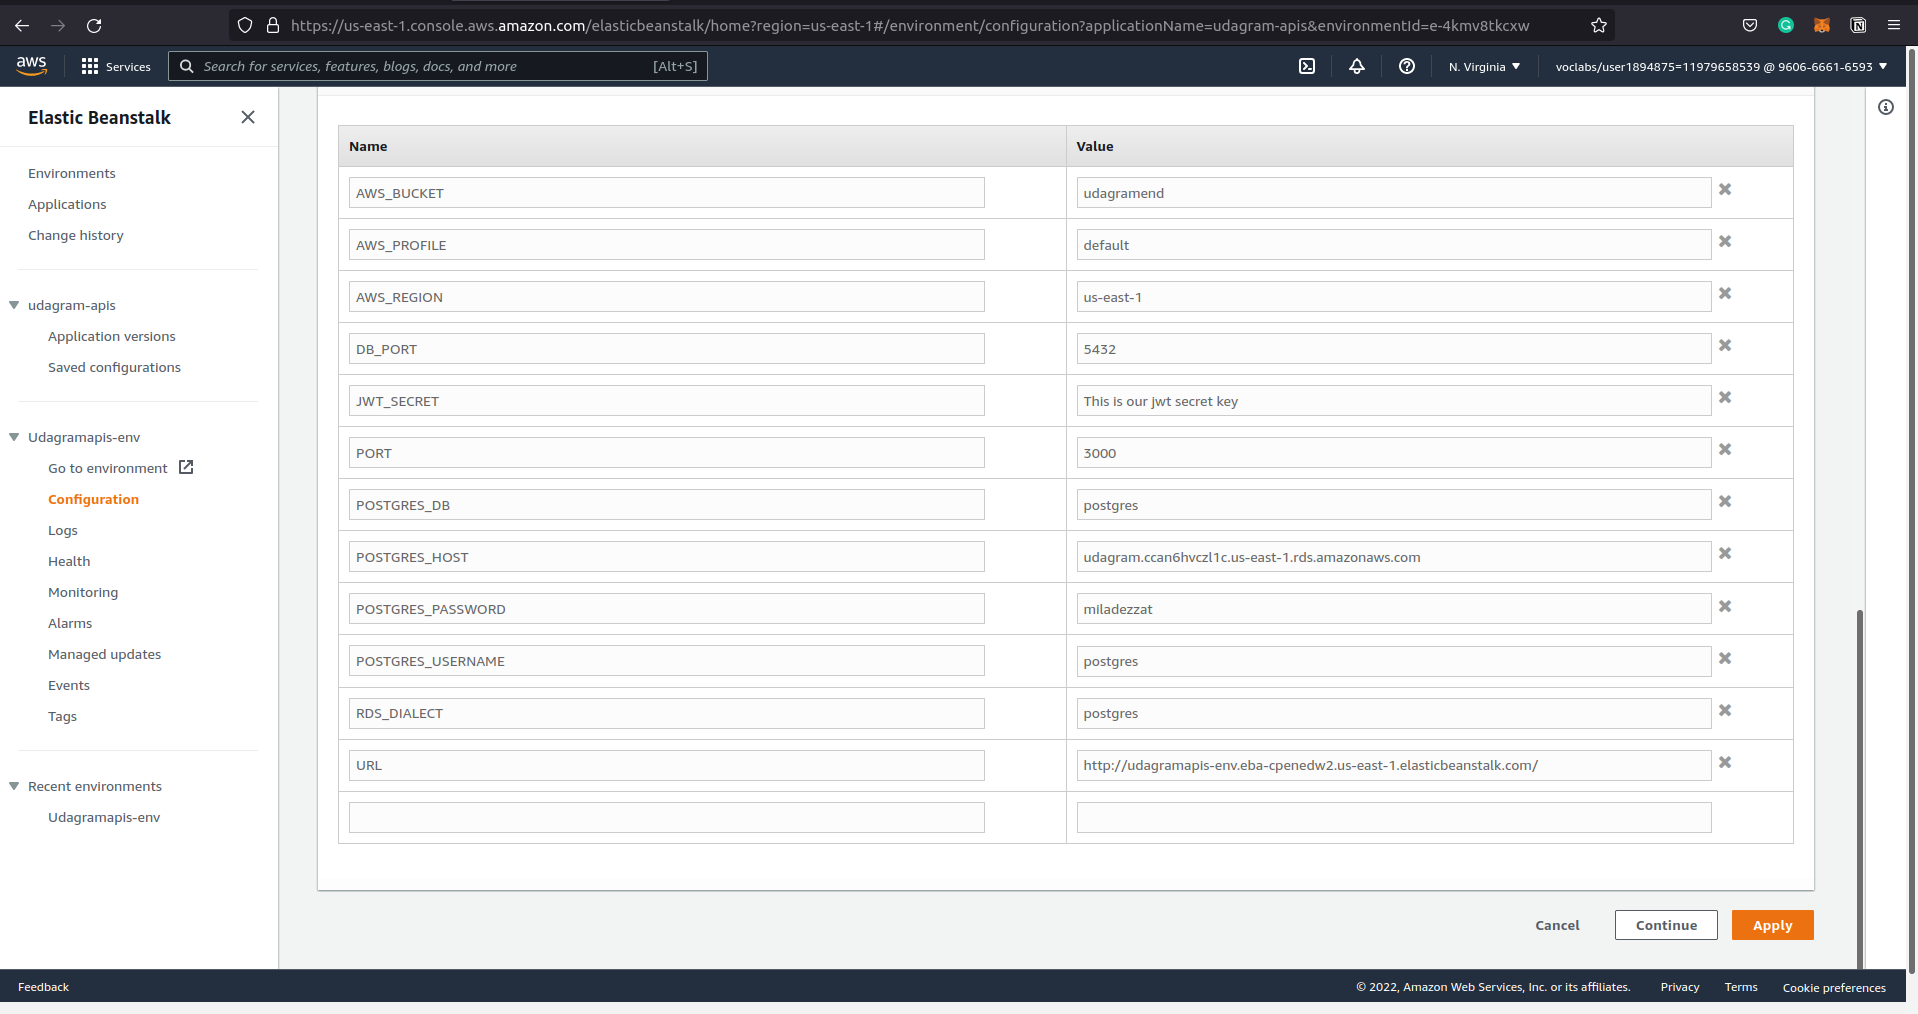 https://us-east-1.console.aws.amazon.com/elasticbeanstalk/home?region=us-east-1#/environment/configuration?applicationName=udagram-apis&environmentId=e-4kmv8tkcxw
aws
Services
Search for services, features, blogs, docs, and more
[Alt+S]
N. Virginia
voclabs/user1894875=11979658539 @ 9606-6661-6593
Elastic Beanstalk
Environments
Applications
Change history
udagram-apis
Application versions
Saved configurations
Udagramapis-env
Go to environment
Configuration
Logs
Health
Monitoring
Alarms
Managed updates
Events
Tags
Recent environments
Udagramapis-env
Name Value
AWS_BUCKET udagramend
AWS_PROFILE default
AWS_REGION us-east-1
DB_PORT 5432
JWT_SECRET This is our jwt secret key
PORT 3000
POSTGRES_DB postgres
POSTGRES_HOST udagram.ccan6hvczl1c.us-east-1.rds.amazonaws.com
POSTGRES_PASSWORD miladezzat
POSTGRES_USERNAME postgres
RDS_DIALECT postgres
URL http://udagramapis-env.eba-cpenedw2.us-east-1.elasticbeanstalk.com/
Cancel Continue Apply
Feedback © 2022, Amazon Web Services, Inc. or its affiliates. Privacy Terms Cookie preferences